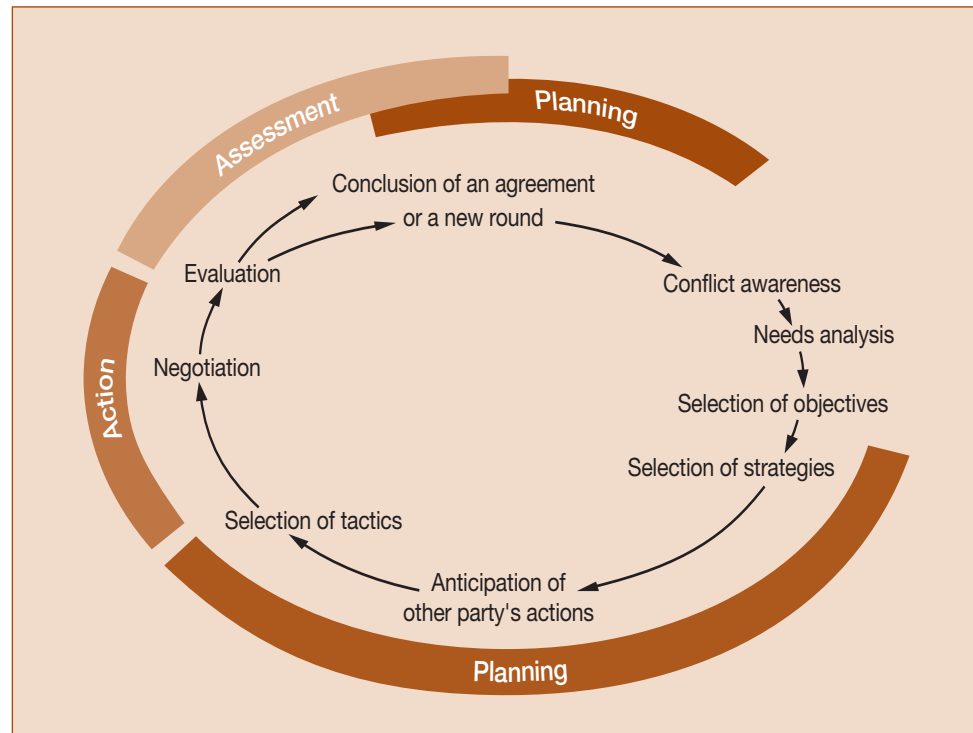 Assessment
Planning
Conclusion of an agreement
or a new round
Evaluation
Conflict awareness
Needs analysis
Negotiation
Action
Selection of objectives
Selection of strategies
Selection of tactics
Anticipation of
other party's actions
Planning